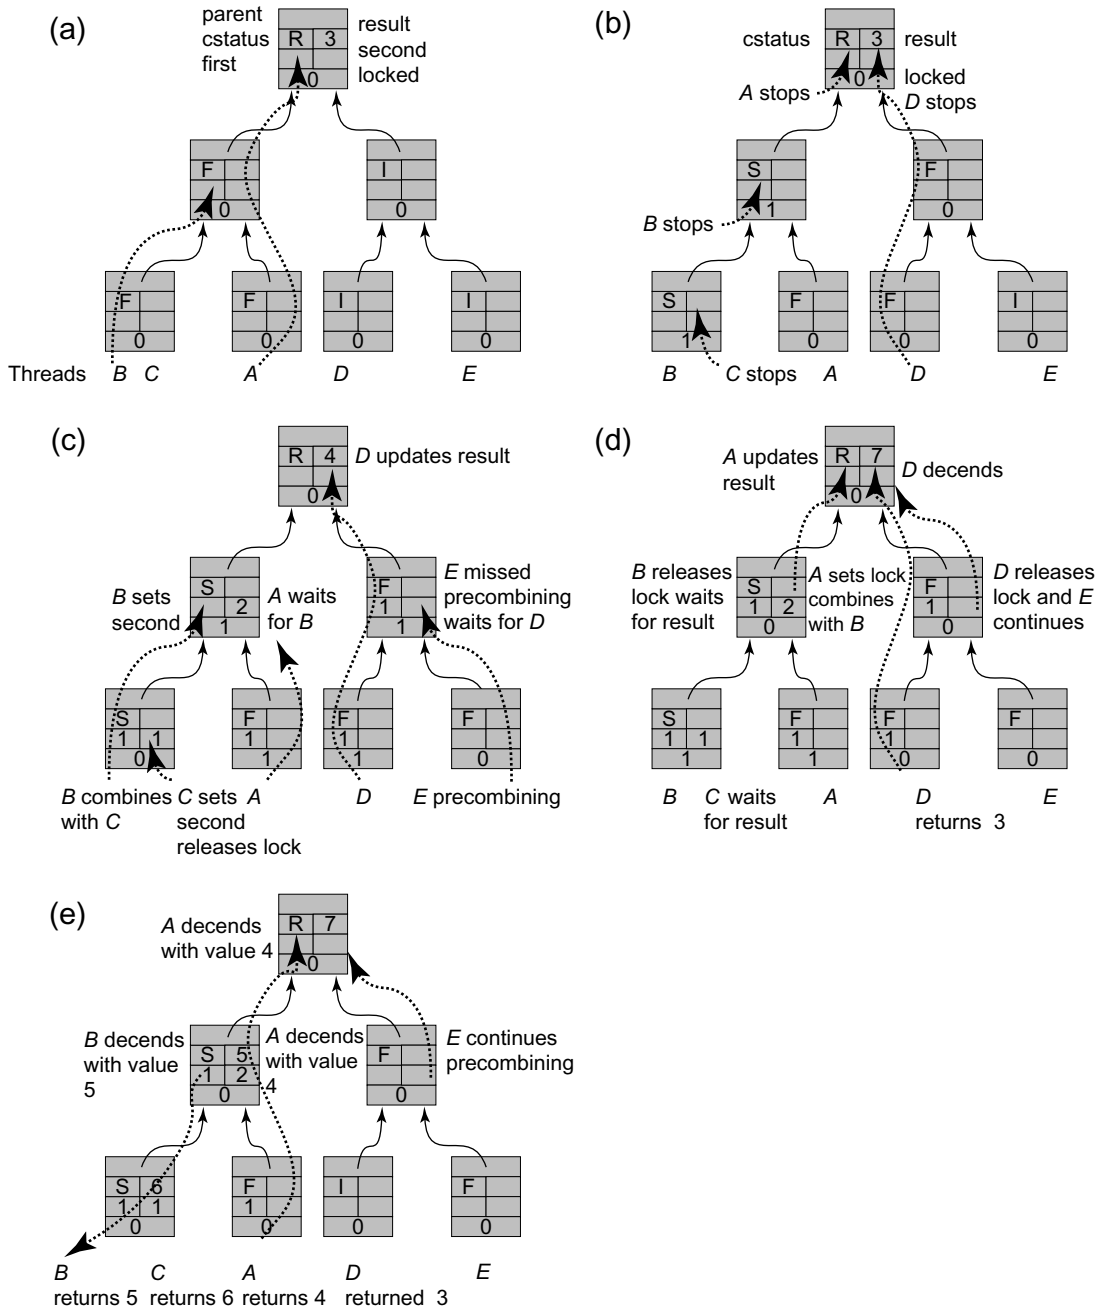 (a)
parent
cstatus
first
R 3
0
result
second
locked
F
0
I
0
F
0
F
0
I
0
I
0
Threads B C A D E
(b)
cstatus
R 3
0
result
A stops
locked
D stops
S
1
F
0
B stops
S
1
F
0
F
0
I
0
B C stops A D E
(c)
R 4
0
D updates result
B sets
second
S
2
1
A waits
for B
F
1
1
E missed
precombining
waits for D
S
1 1
0
F
1
1
F
1
1
F
0
B combines
with C
C sets
second
releases lock
A
D
E precombining
(d)
A updates
result
R 7
0
D decends
B releases
lock waits
for result
S
1 2
0
A sets lock
combines
with B
F
1
0
D releases
lock and E
continues
S
1 1
1
F
1
1
F
1
0
F
0
B
C waits
for result
A
D
returns 3
E
(e)
A decends
with value 4
R 7
0
B decends
with value
5
S 5
1 2
0
A decends
with value
4
F
0
E continues
precombining
S 6
1 1
0
F
1
0
I
0
F
0
B C A D E
returns 5 returns 6 returns 4 returned 3